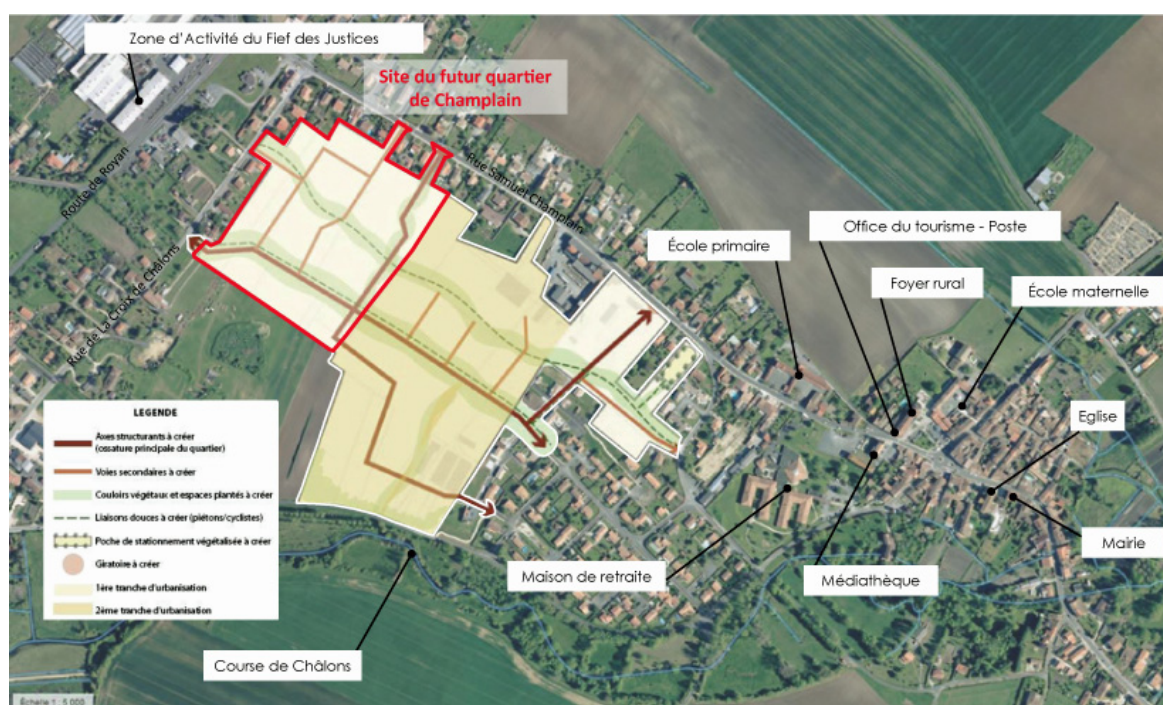 Zone d'Activité du Fief des Justices
Site du futur quartier
de Champlain
Route de Royan
Rue Samuel Champlain
Office du tourisme - Poste
École primaire
Foyer rural
École maternelle
Rue de La Croix de Châlons
LEGENDE
Axes structurants à créer
(ossature principale du quartier)
Voies secondaires à créer
Couloirs végétaux et espaces plantés à créer
Liaisons douces à créer (piétons/cyclistes)
Poche de stationnement végétalisée à créer
Giratoire à créer
1ère tranche d'urbanisation
2ème tranche d'urbanisation
Eglise
Mairie
Maison de retraite
Médiathèque
Course de Châlons
Échelle 1 : 5 000